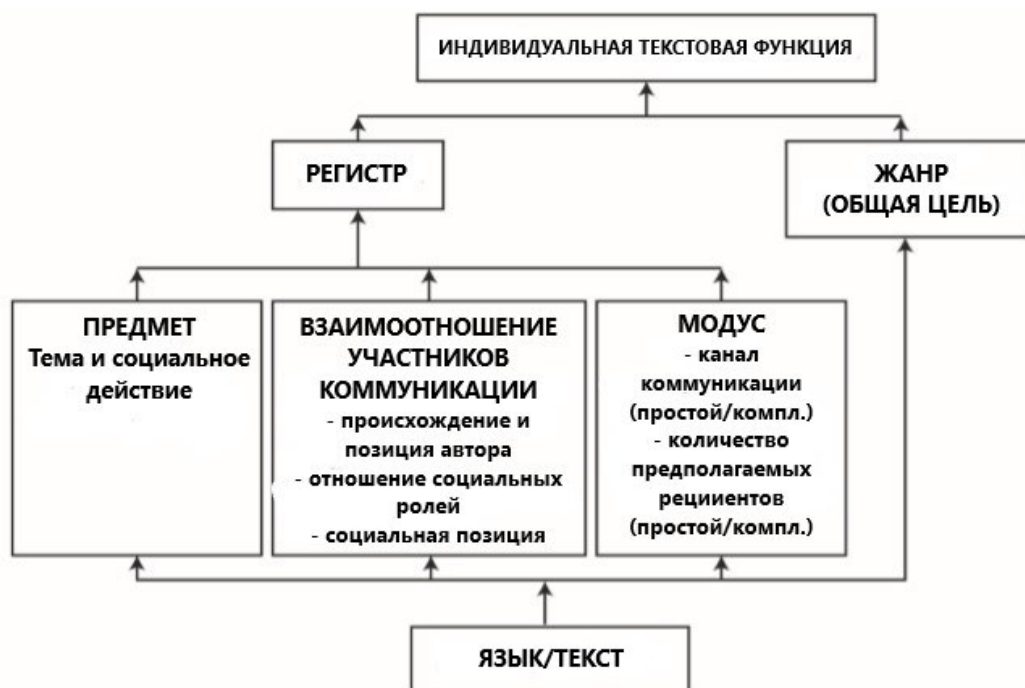 ИНДИВИДУАЛЬНАЯ ТЕКСТОВАЯ ФУНКЦИЯ
РЕГИСТР
ЖАНР
(ОБЩАЯ ЦЕЛЬ)
ПРЕДМЕТ
Тема и социальное
действие
ВЗАИМООТНОШЕНИЕ
УЧАСТНИКОВ
КОММУНИКАЦИИ
- происхождение и
позиция автора
- отношение социальных
ролей
- социальная позиция
МОДУС
- канал
коммуникации
(простой/компл.)
- количество
предполагаемых
рециииентов
(простой/компл.)
ЯЗЫК/ТЕКСТ